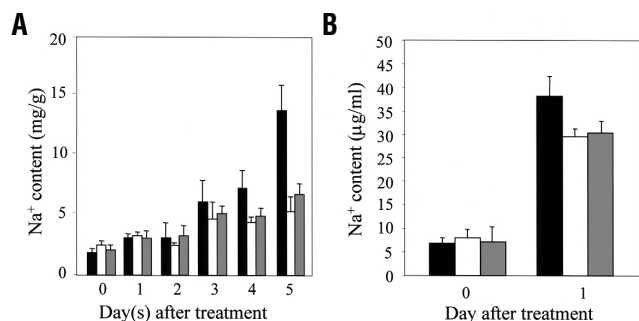 A
Na+ content (mg/g)
20
15
10
5
0
0 1 2 3 4 5
Day(s) after treatment
B
Na+ content (µg/ml)
50
45
40
35
30
25
20
15
10
5
0
0 1
Day after treatment